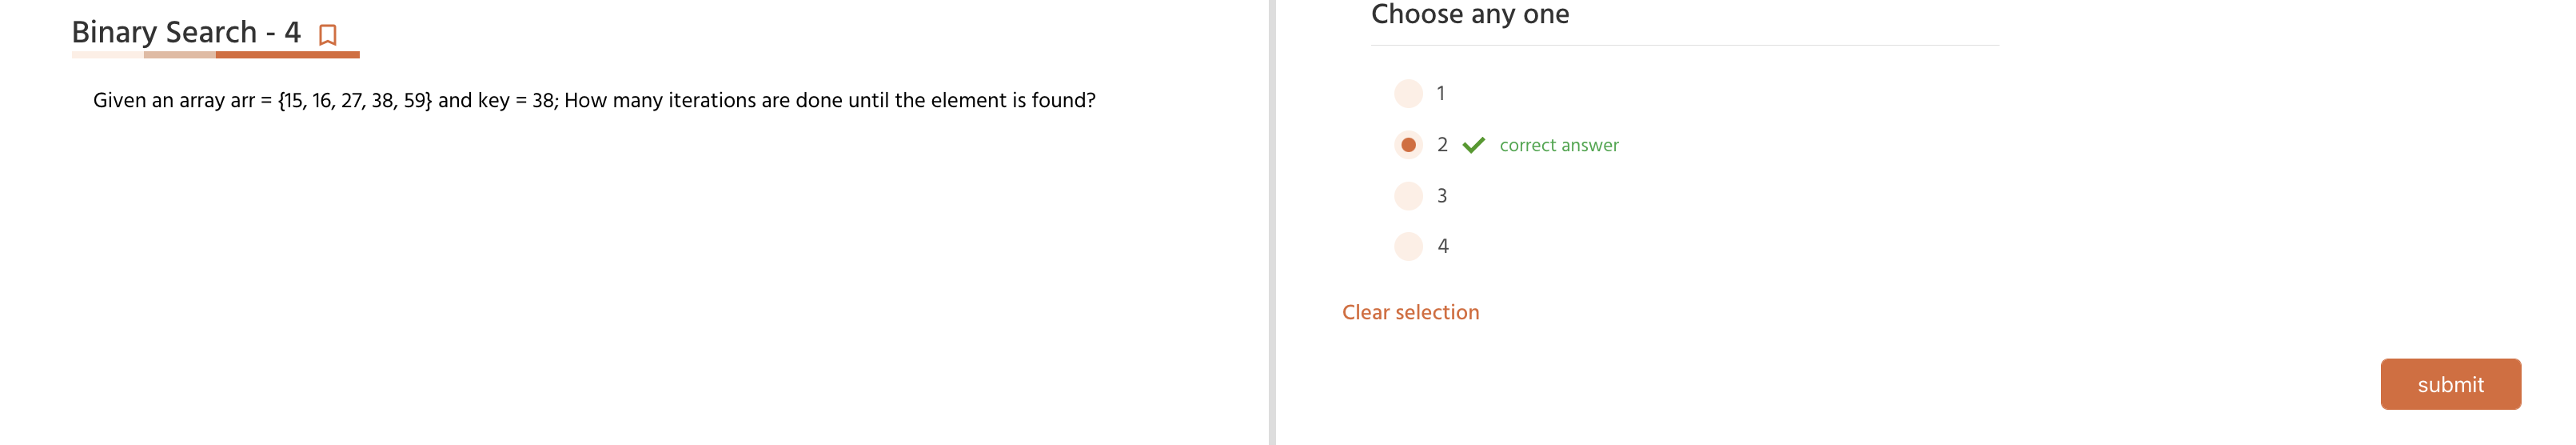 Binary Search - 4
Given an array arr = {15, 16, 27, 38, 59} and key = 38; How many iterations are done until the element is found?
Choose any one
1
2 correct answer
3
4
Clear selection
submit